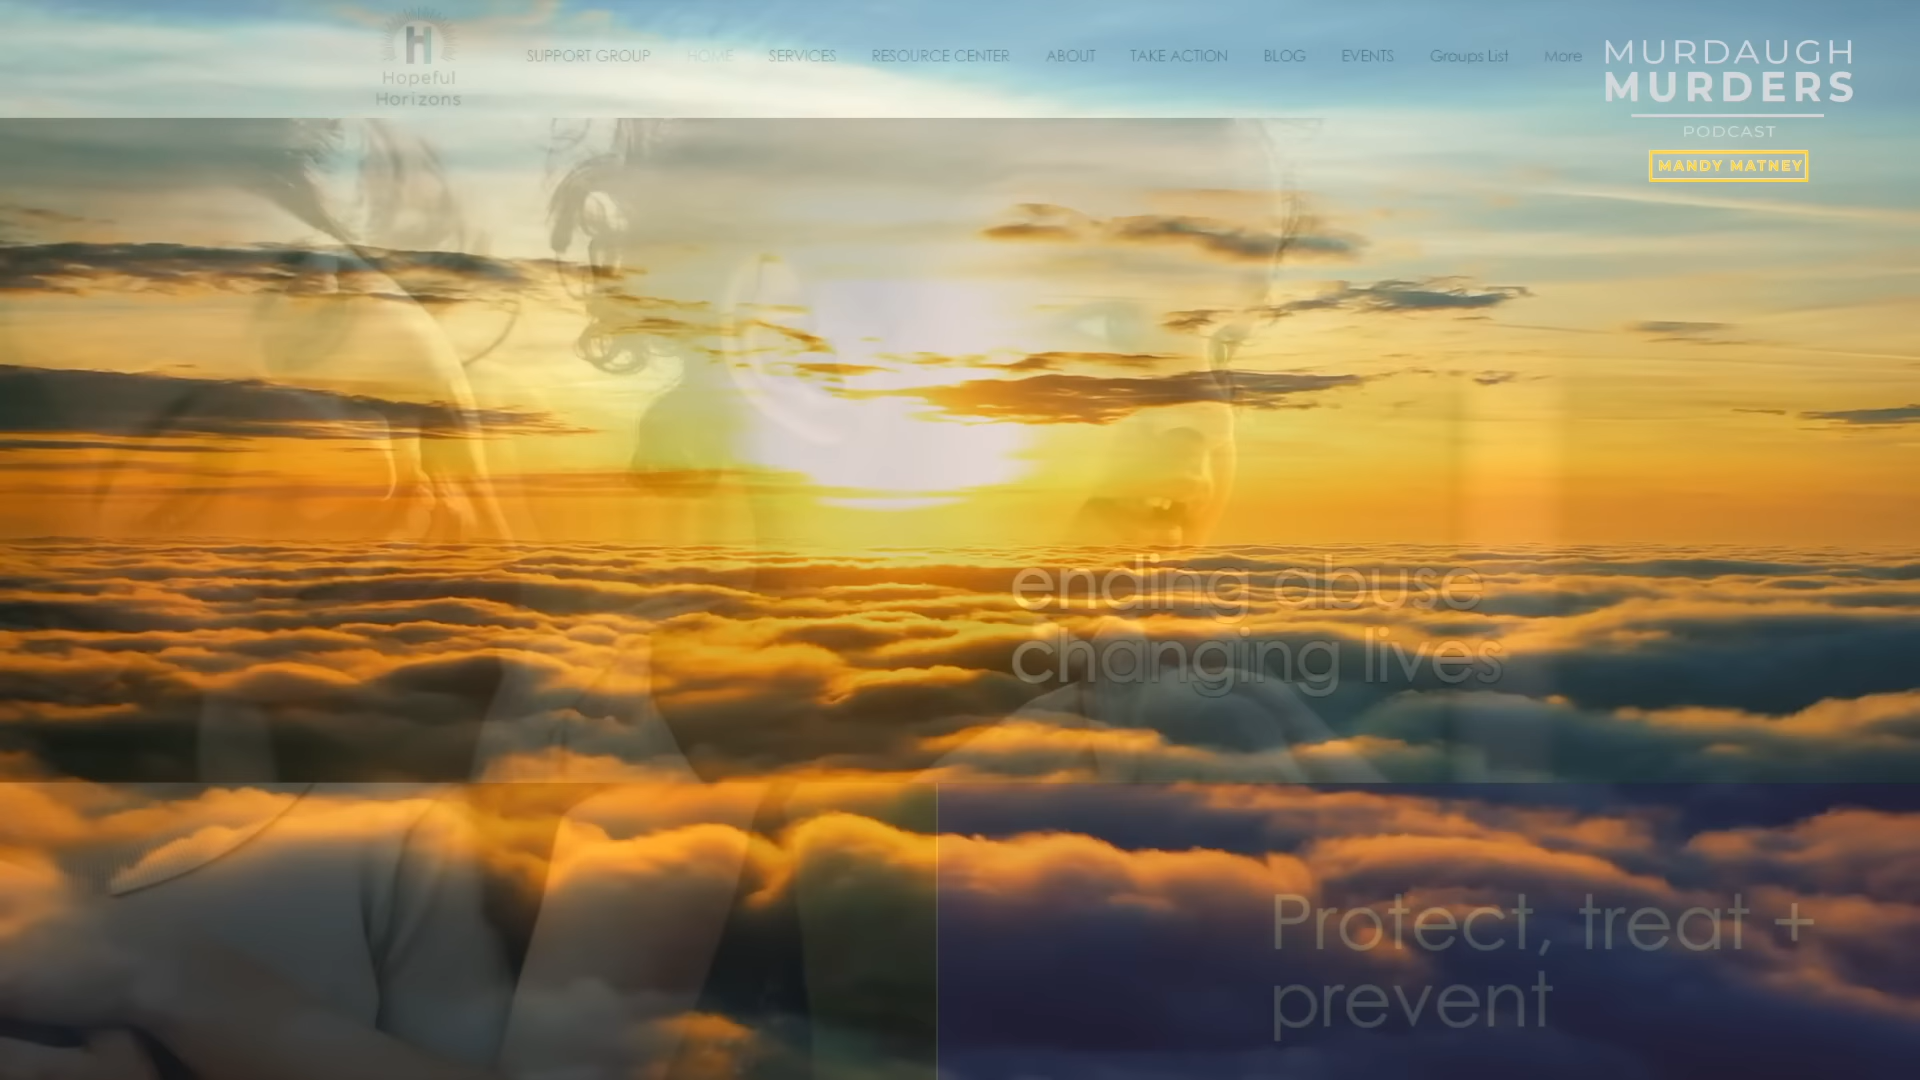 Hopeful
Horizons
SUPPORT GROUP HOME SERVICES RESOURCE CENTER ABOUT TAKE ACTION BLOG EVENTS Groups List More
MURDAUGH
MURDERS
PODCAST
MANDY MATNEY
ending abuse
changing lives
Protect, treat +
prevent